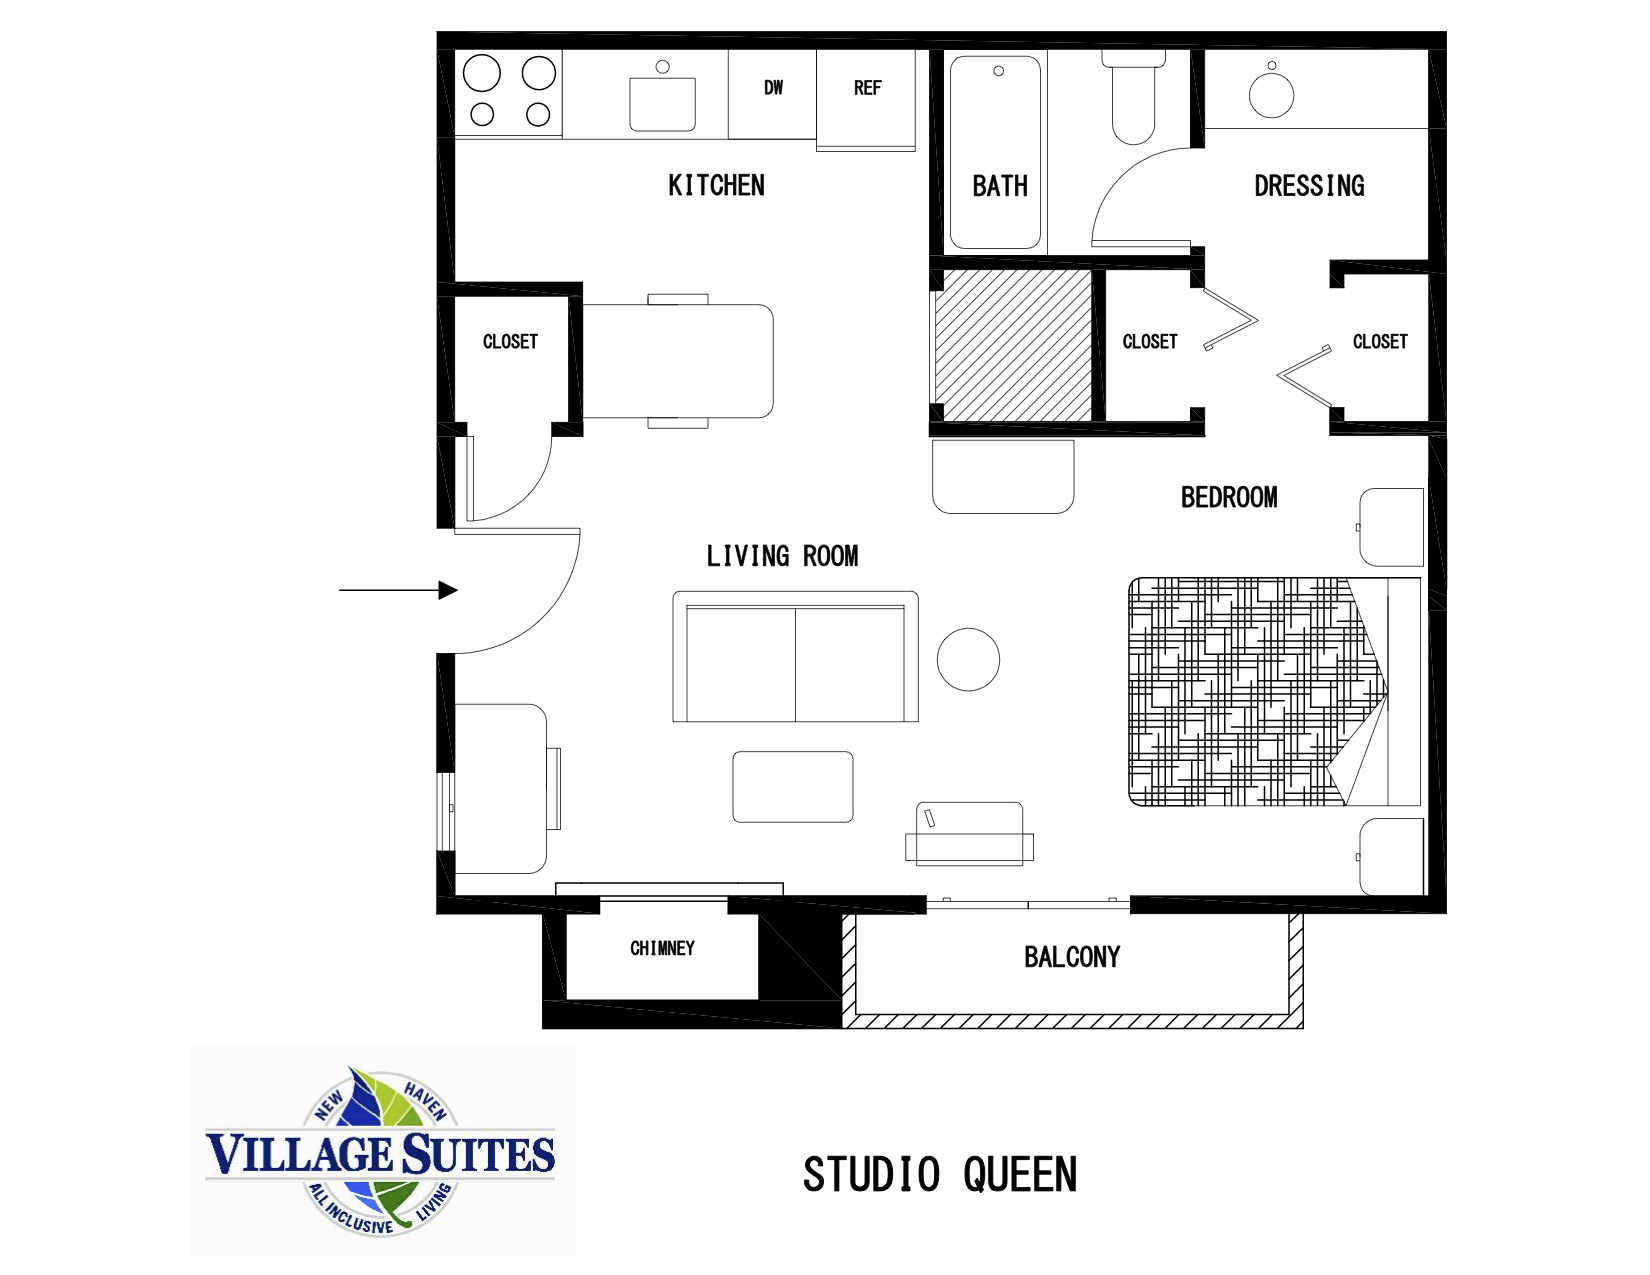 DW
REF
KITCHEN
BATH
DRESSING
CLOSET
CLOSET
CLOSET
BEDROOM
LIVING ROOM
CHIMNEY
BALCONY
NEW HAVEN
VILLAGE SUITES
ALL INCLUSIVE LIVING
STUDIO QUEEN